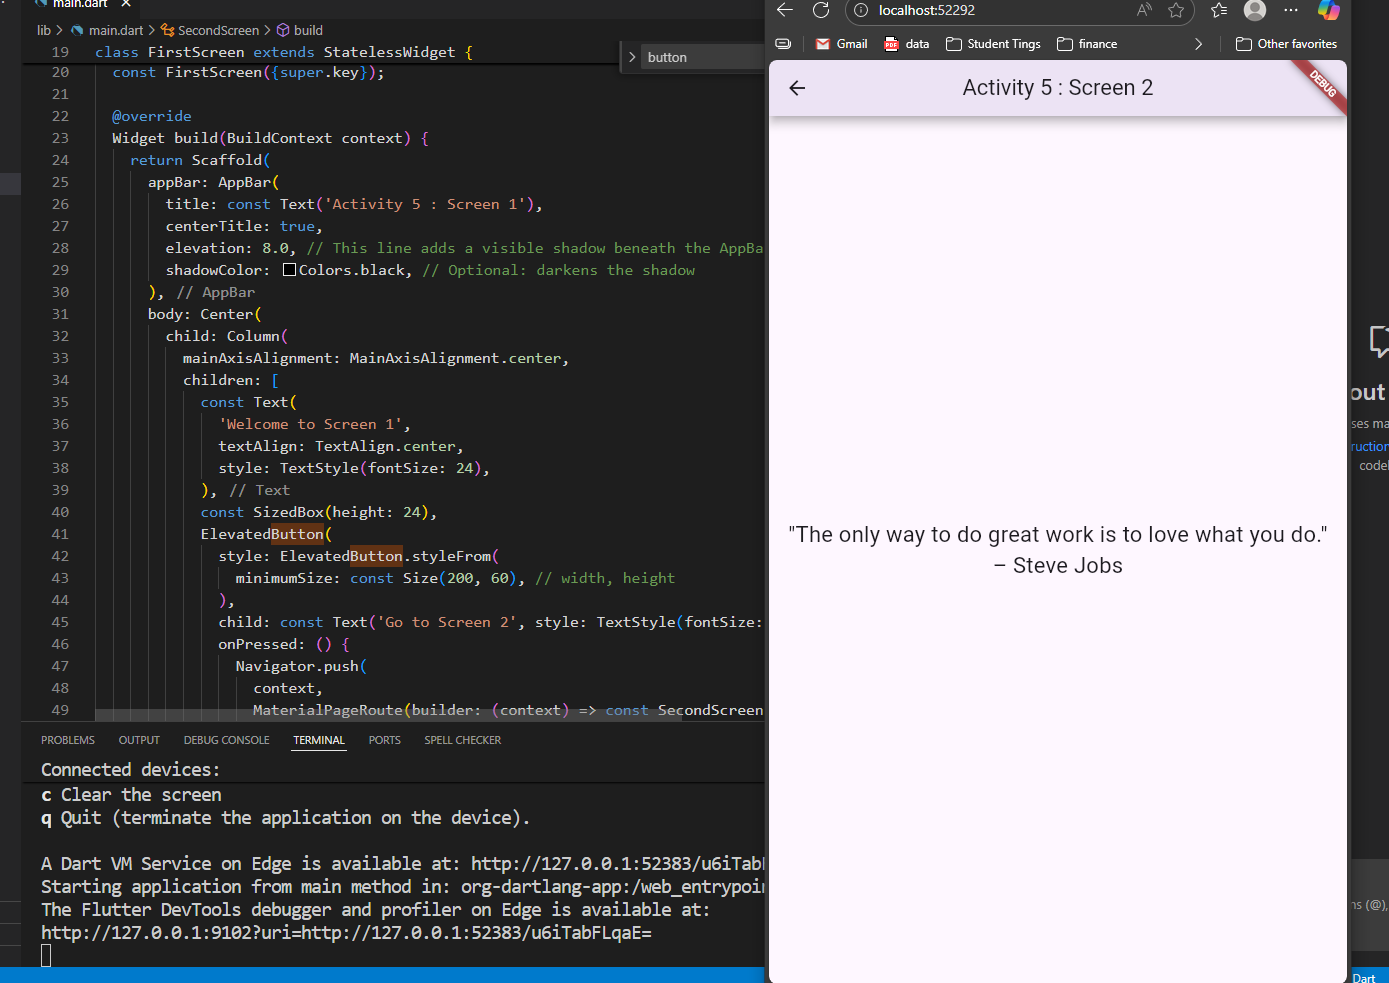 main.dart
lib > main.dart > SecondScreen > build
19 class FirstScreen extends StatelessWidget {
20 const FirstScreen({super.key});
21
22 @override
23 Widget build(BuildContext context) {
24 return Scaffold(
25 appBar: AppBar(
26 title: const Text('Activity 5 : Screen 1'),
27 centerTitle: true,
28 elevation: 8.0, // This line adds a visible shadow beneath the AppBa
29 shadowColor: Colors.black, // Optional: darkens the shadow
30 ), // AppBar
31 body: Center(
32 child: Column(
33 mainAxisAlignment: MainAxisAlignment.center,
34 children: [
35 const Text(
36 'Welcome to Screen 1',
37 textAlign: TextAlign.center,
38 style: TextStyle(fontSize: 24),
39 ), // Text
40 const SizedBox(height: 24),
41 ElevatedButton(
42 style: ElevatedButton.styleFrom(
43 minimumSize: const Size(200, 60), // width, height
44 ),
45 child: const Text('Go to Screen 2', style: TextStyle(fontSize:
46 onPressed: () {
47 Navigator.push(
48 context,
49 MaterialPageRoute(builder: (context) => const SecondScreen
button
PROBLEMS OUTPUT DEBUG CONSOLE TERMINAL PORTS SPELL CHECKER
Connected devices:
c Clear the screen
q Quit (terminate the application on the device).
A Dart VM Service on Edge is available at: http://127.0.0.1:52383/u6iTabF
Starting application from main method in: org-dartlang-app:/web_entrypoin
The Flutter DevTools debugger and profiler on Edge is available at:
http://127.0.0.1:9102?uri=http://127.0.0.1:52383/u6iTabFLqaE=
localhost:52292
Gmail data Student Tings finance Other favorites
Activity 5 : Screen 2
DEBUG
"The only way to do great work is to love what you do."
– Steve Jobs
out
ses ma
ruction
codel
ns (@),
Dart